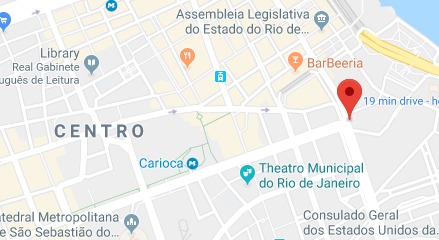 Assembleia Legislativa
do Estado do Rio de...
Library
Real Gabinete
uguês de Leitura
BarBeeria
19 min drive - h
CENTRO
Carioca
Theatro Municipal
do Rio de Janeiro
atedral Metropolitana
e São Sebastião do...
Consulado Geral
dos Estados Unidos da...